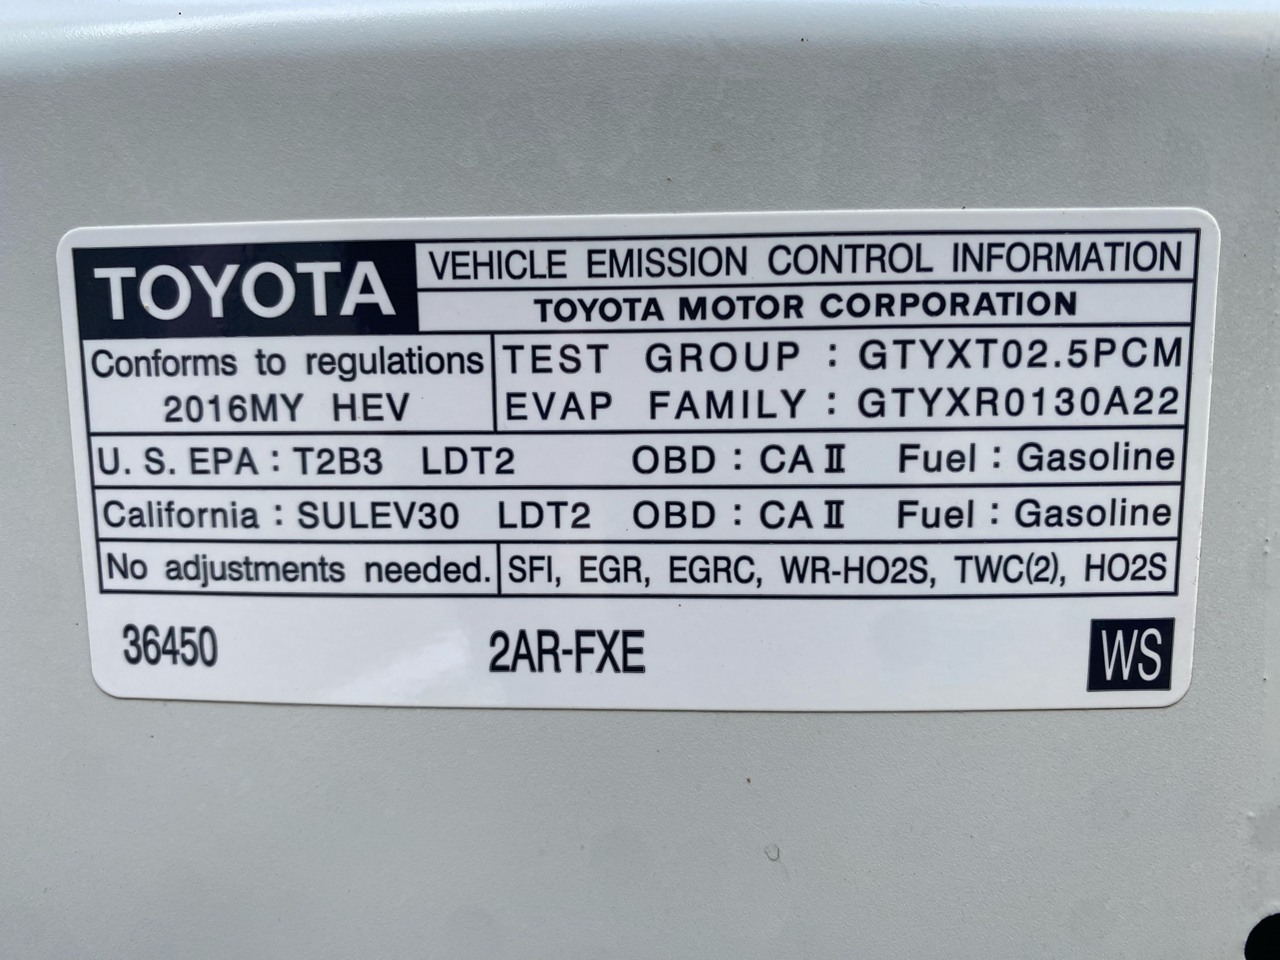 TOYOTA VEHICLE EMISSION CONTROL INFORMATION
TOYOTA MOTOR CORPORATION
Conforms to regulations TEST GROUP : GTYXT02.5PCM
2016MY HEV EVAP FAMILY : GTYXR0130A22
U. S. EPA : T2B3 LDT2 OBD : CA II Fuel : Gasoline
California : SULEV30 LDT2 OBD : CA II Fuel : Gasoline
No adjustments needed. SFI, EGR, EGRC, WR-HO2S, TWC(2), HO2S
36450 2AR-FXE WS